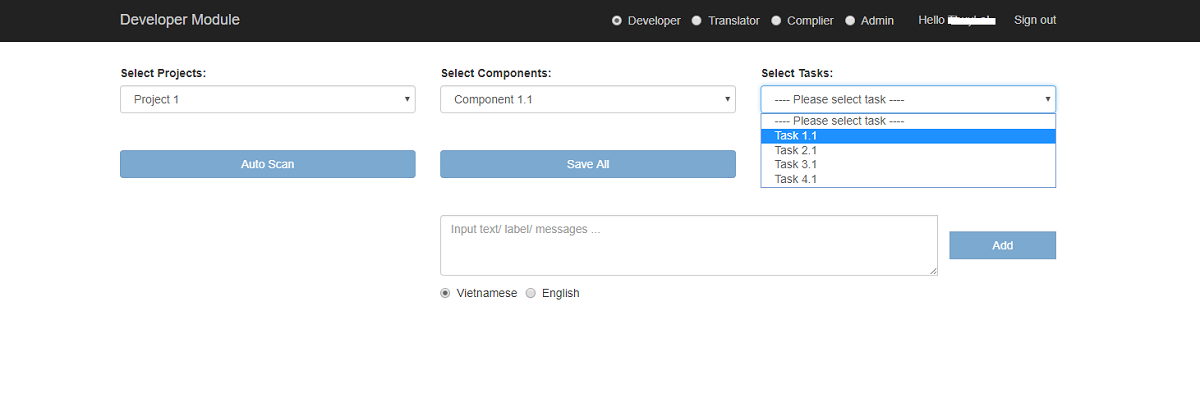 Developer Module Developer Translator Complier Admin Hello Sign out
Select Projects: Select Components: Select Tasks:
Project 1 Component 1.1 ---- Please select task ----
---- Please select task ----
Task 1.1
Auto Scan Save All Task 2.1
Task 3.1
Task 4.1
Input text/ label/ messages ...
Add
Vietnamese English